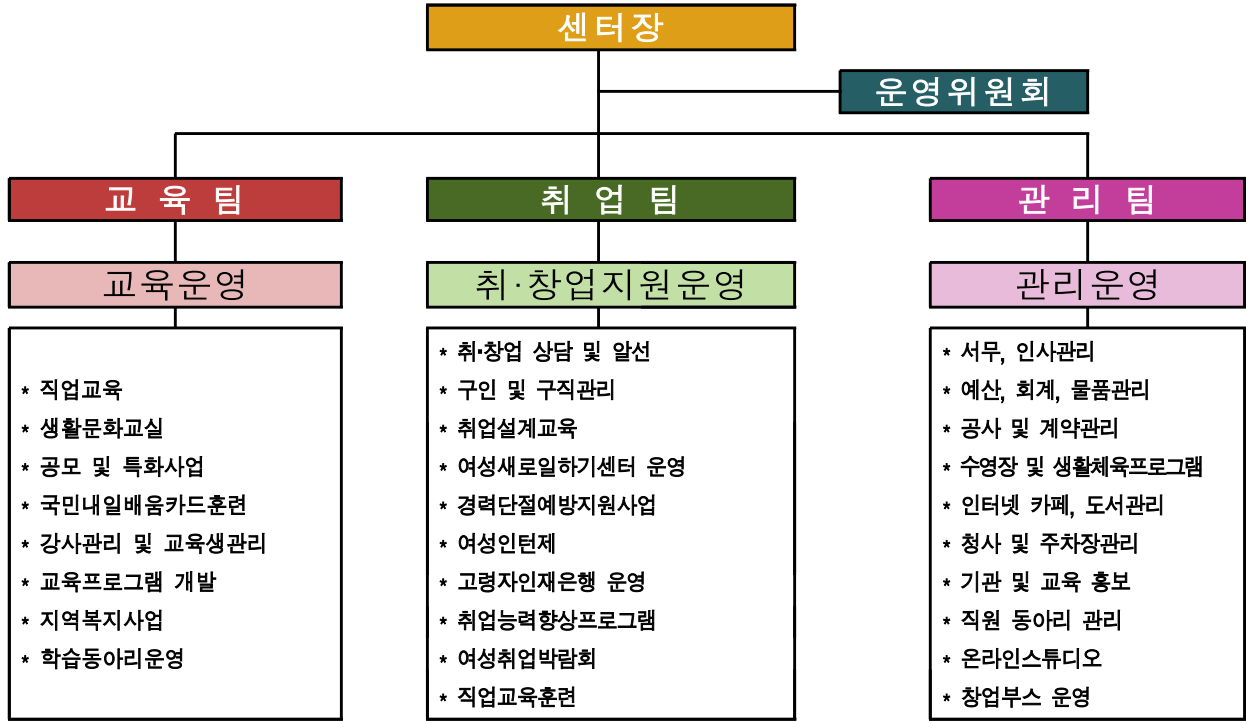 센터장
운영위원회
교 육 팀
취 업 팀
관 리 팀
교육운영
취·창업지원운영
관리운영
* 직업교육
* 생활문화교실
* 공모 및 특화사업
* 국민내일배움카드훈련
* 강사관리 및 교육생관리
* 교육프로그램 개발
* 지역복지사업
* 학습동아리운영
* 취·창업 상담 및 알선
* 구인 및 구직관리
* 취업설계교육
* 여성새로일하기센터 운영
* 경력단절예방지원사업
* 여성인턴제
* 고령자인재은행 운영
* 취업능력향상프로그램
* 여성취업박람회
* 직업교육훈련
* 서무, 인사관리
* 예산, 회계, 물품관리
* 공사 및 계약관리
* 수영장 및 생활체육프로그램
* 인터넷 카페, 도서관리
* 청사 및 주차장관리
* 기관 및 교육 홍보
* 직원 동아리 관리
* 온라인스튜디오
* 창업부스 운영